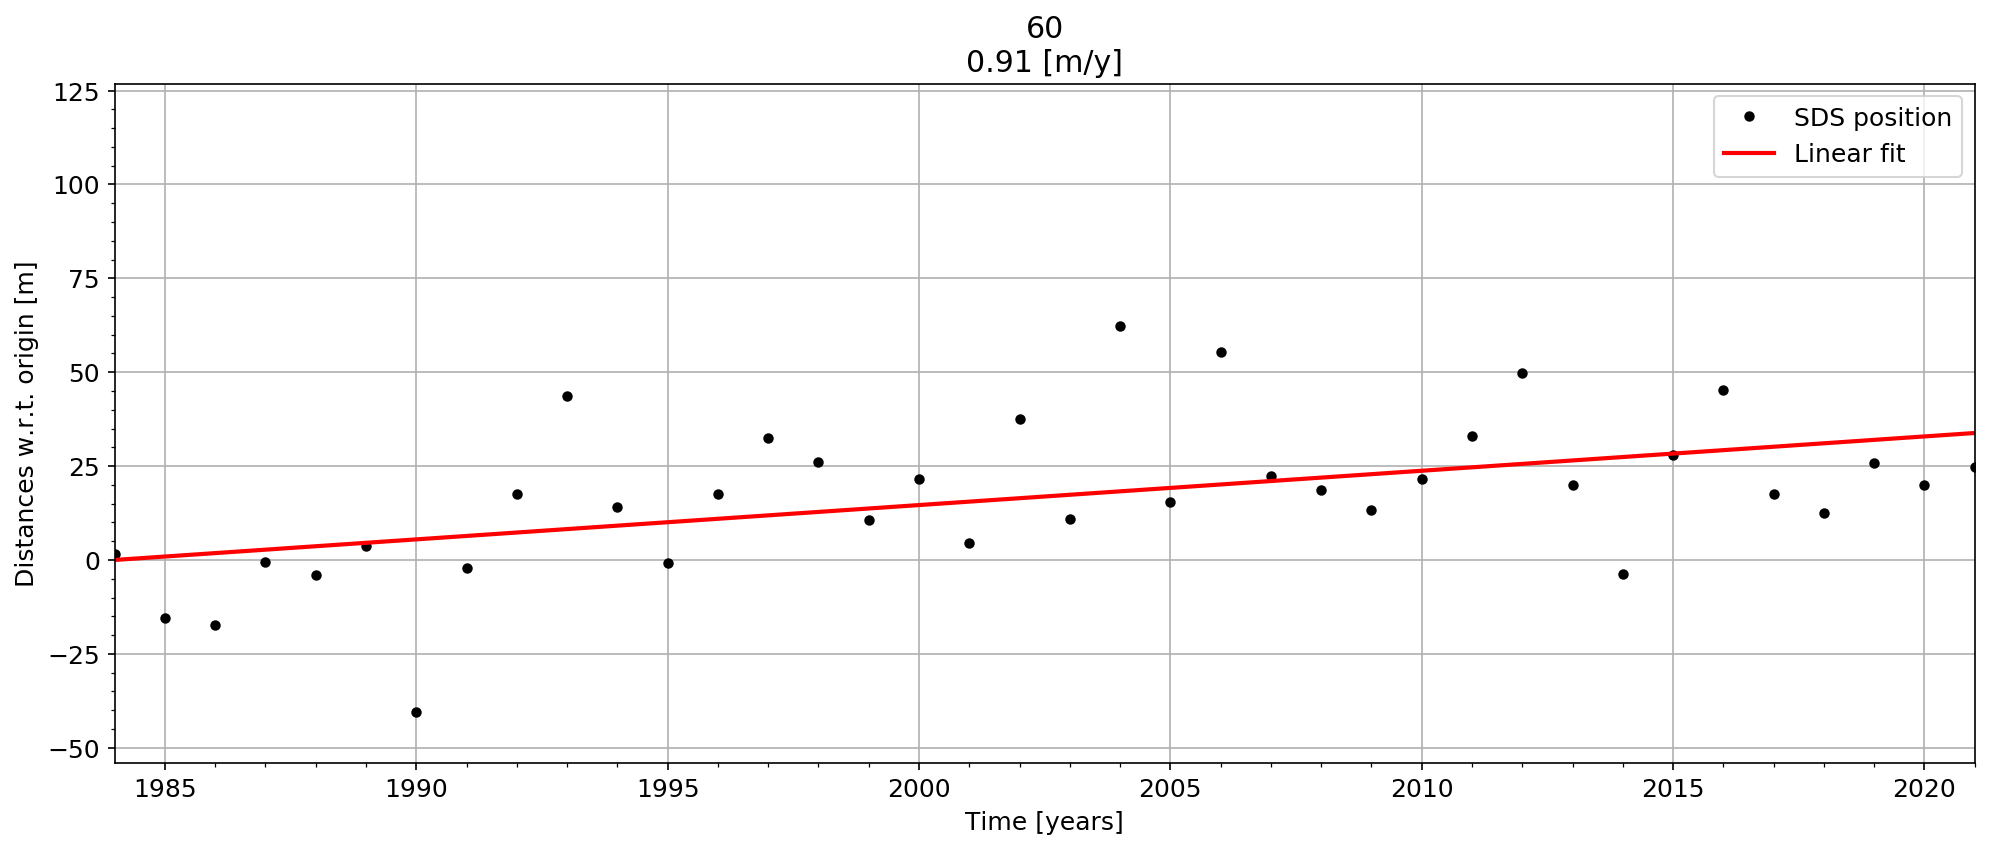 60
0.91 [m/y]
125
100
75
50
25
0
−25
−50
Distances w.r.t. origin [m]
SDS position
Linear fit
1985 1990 1995 2000 2005 2010 2015 2020
Time [years]